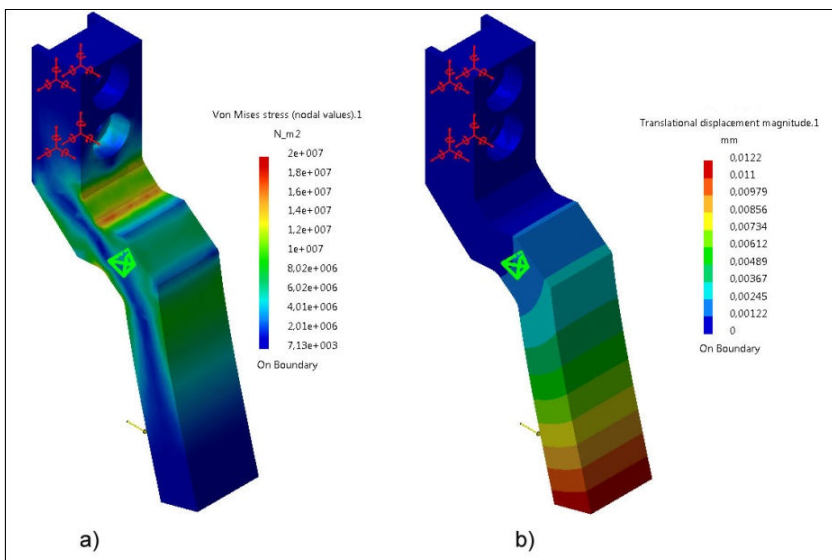 Von Mises stress (nodal values).1
N_m2
2e+007
1,8e+007
1,6e+007
1,4e+007
1,2e+007
1e+007
8,02e+006
6,01e+006
4,01e+006
2,01e+006
7,13e+003
On Boundary
a)
Translational displacement magnitude.1
mm
0,0122
0,011
0,00979
0,00856
0,00734
0,00612
0,00489
0,00367
0,00245
0,00122
0
On Boundary
b)